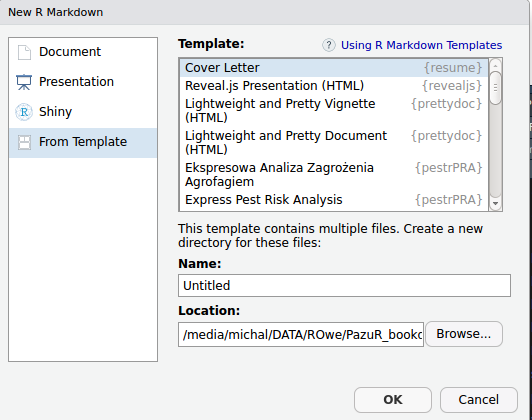 New R Markdown
Document
Presentation
Shiny
From Template
Template:
? Using R Markdown Templates
Cover Letter {resume}
Reveal.js Presentation (HTML) {revealjs}
Lightweight and Pretty Vignette {prettydoc}
(HTML)
Lightweight and Pretty Document {prettydoc}
(HTML)
Ekspresowa Analiza Zagrożenia {pestrPRA}
Agrofagiem
Express Pest Risk Analysis {pestrPRA}
This template contains multiple files. Create a new
directory for these files:
Name:
Untitled
Location:
/media/michal/DATA/ROwe/PazuR_bookc
Browse...
OK
Cancel